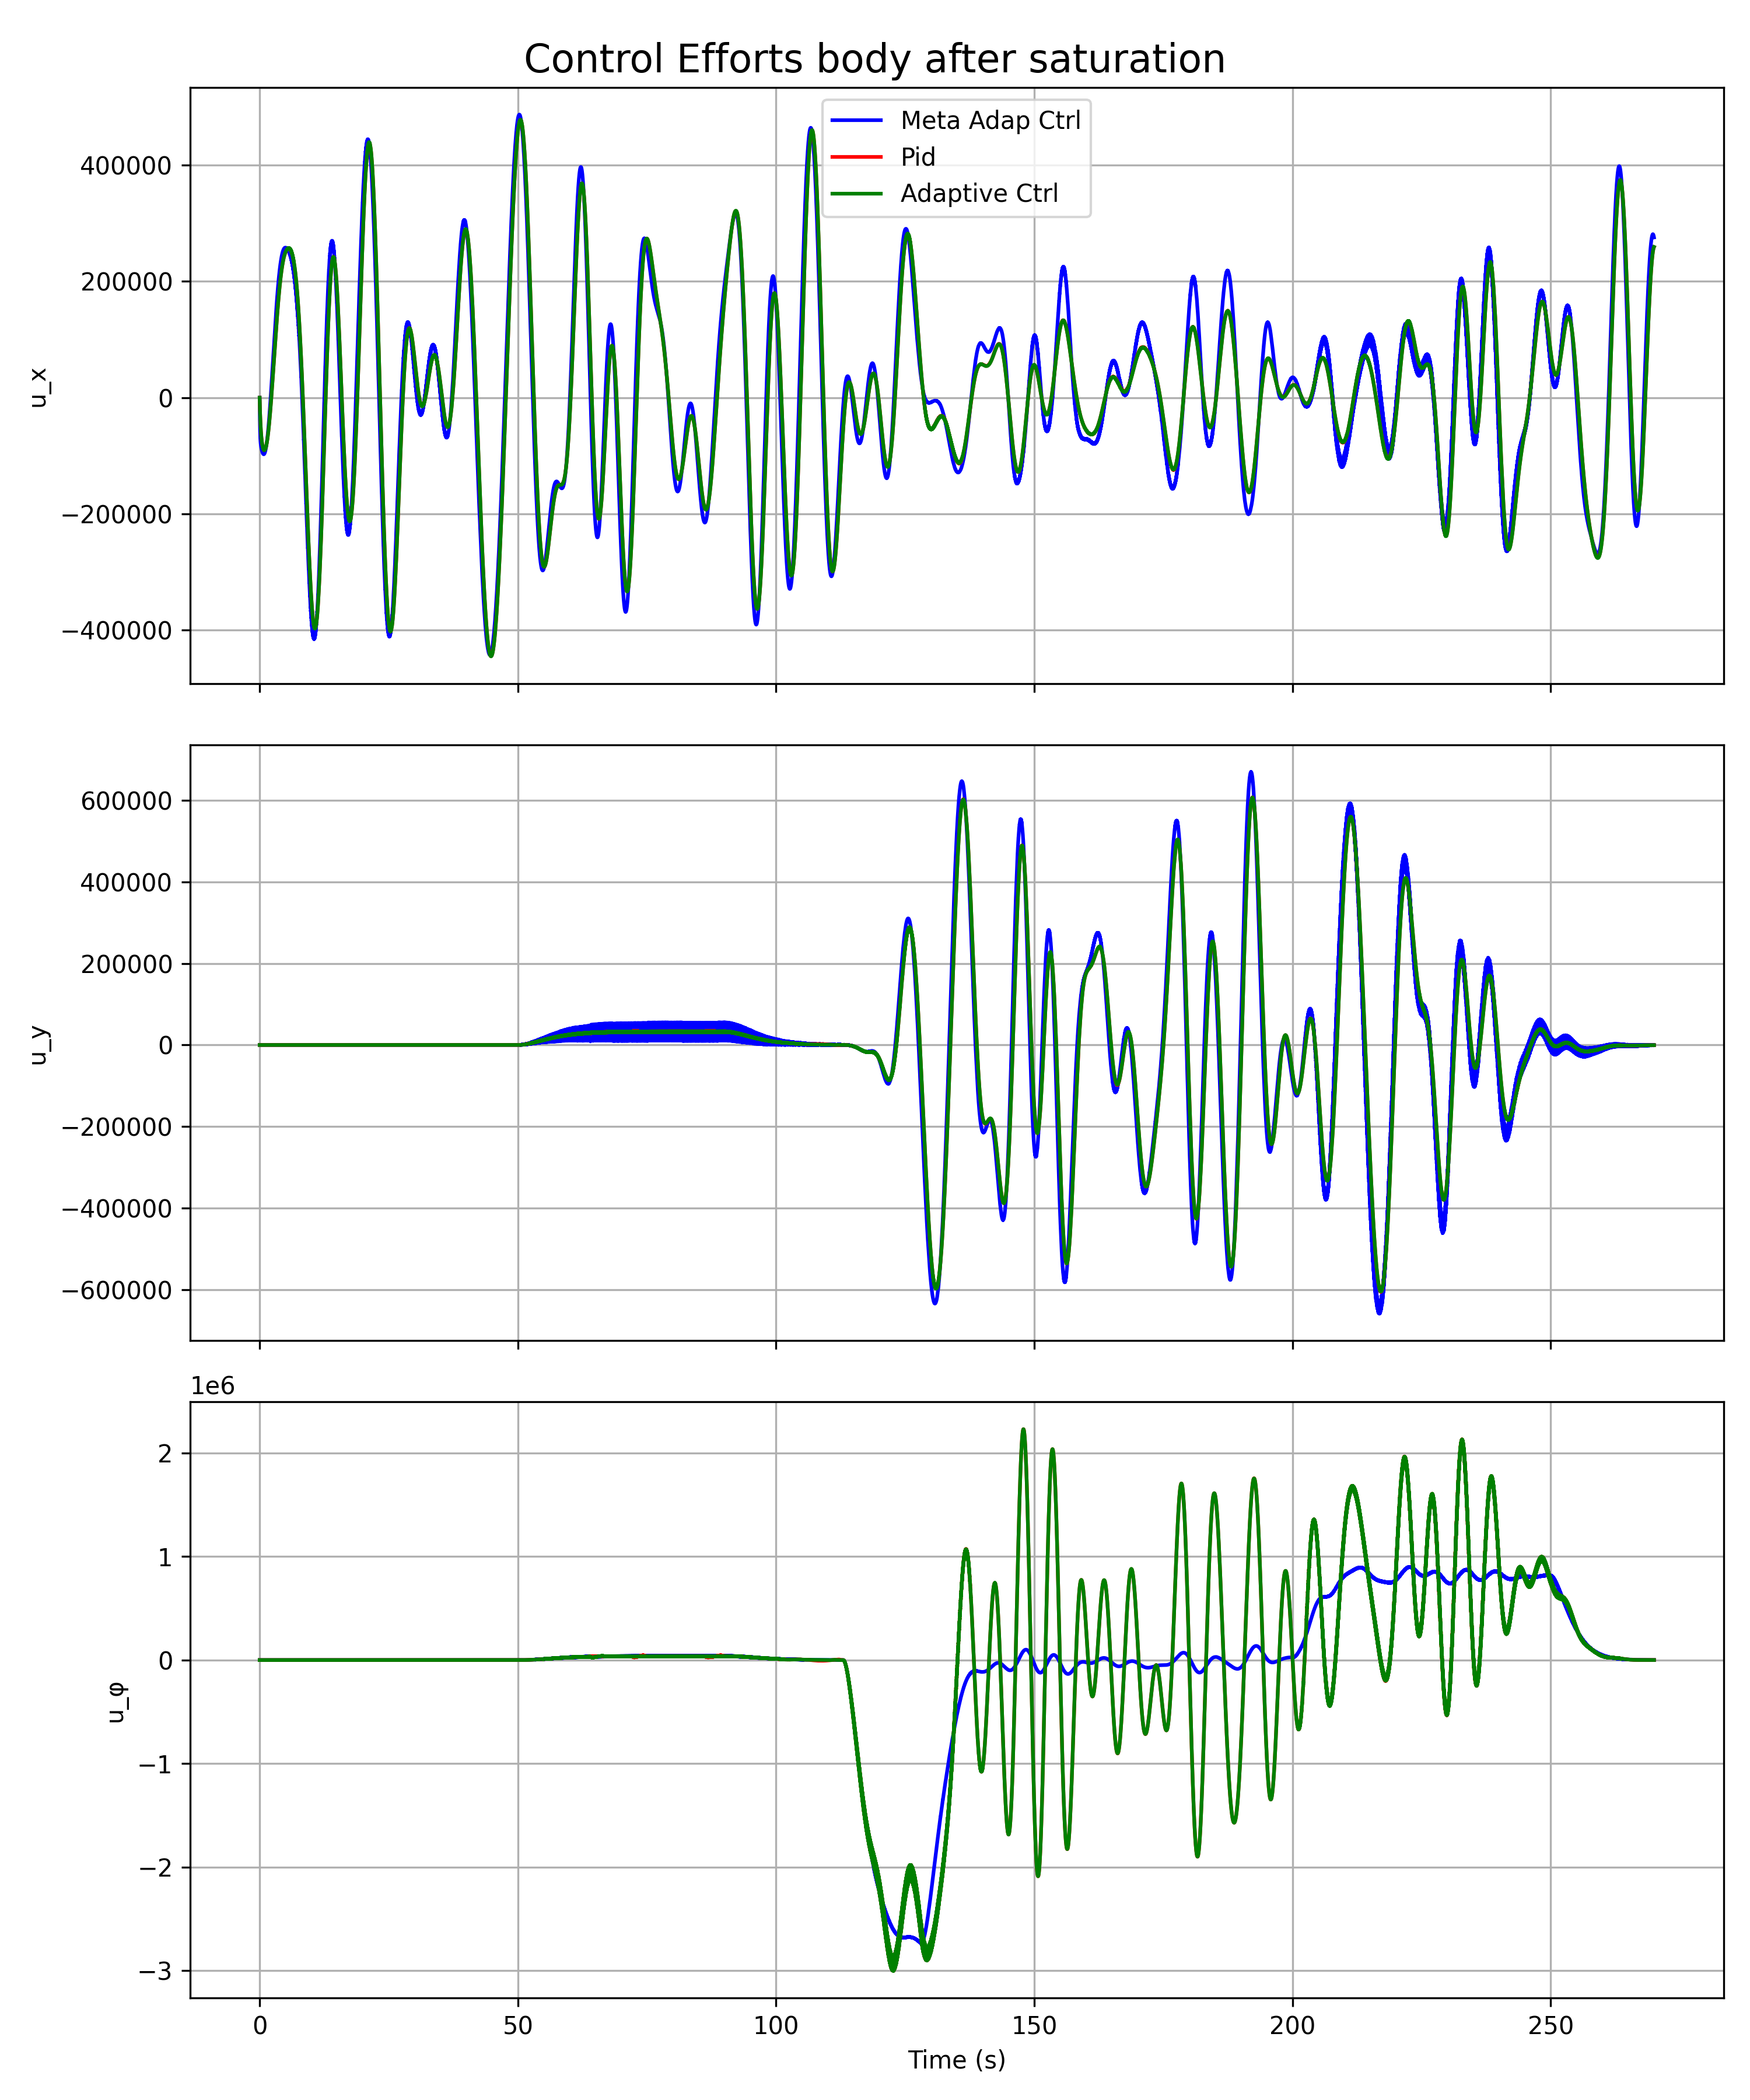 Control Efforts body after saturation
Meta Adap Ctrl
Pid
Adaptive Ctrl
400000
200000
0
−200000
−400000
u_x
600000
400000
200000
0
−200000
−400000
−600000
u_y
1e6
2
1
0
−1
−2
−3
u_φ
0 50 100 150 200 250
Time (s)